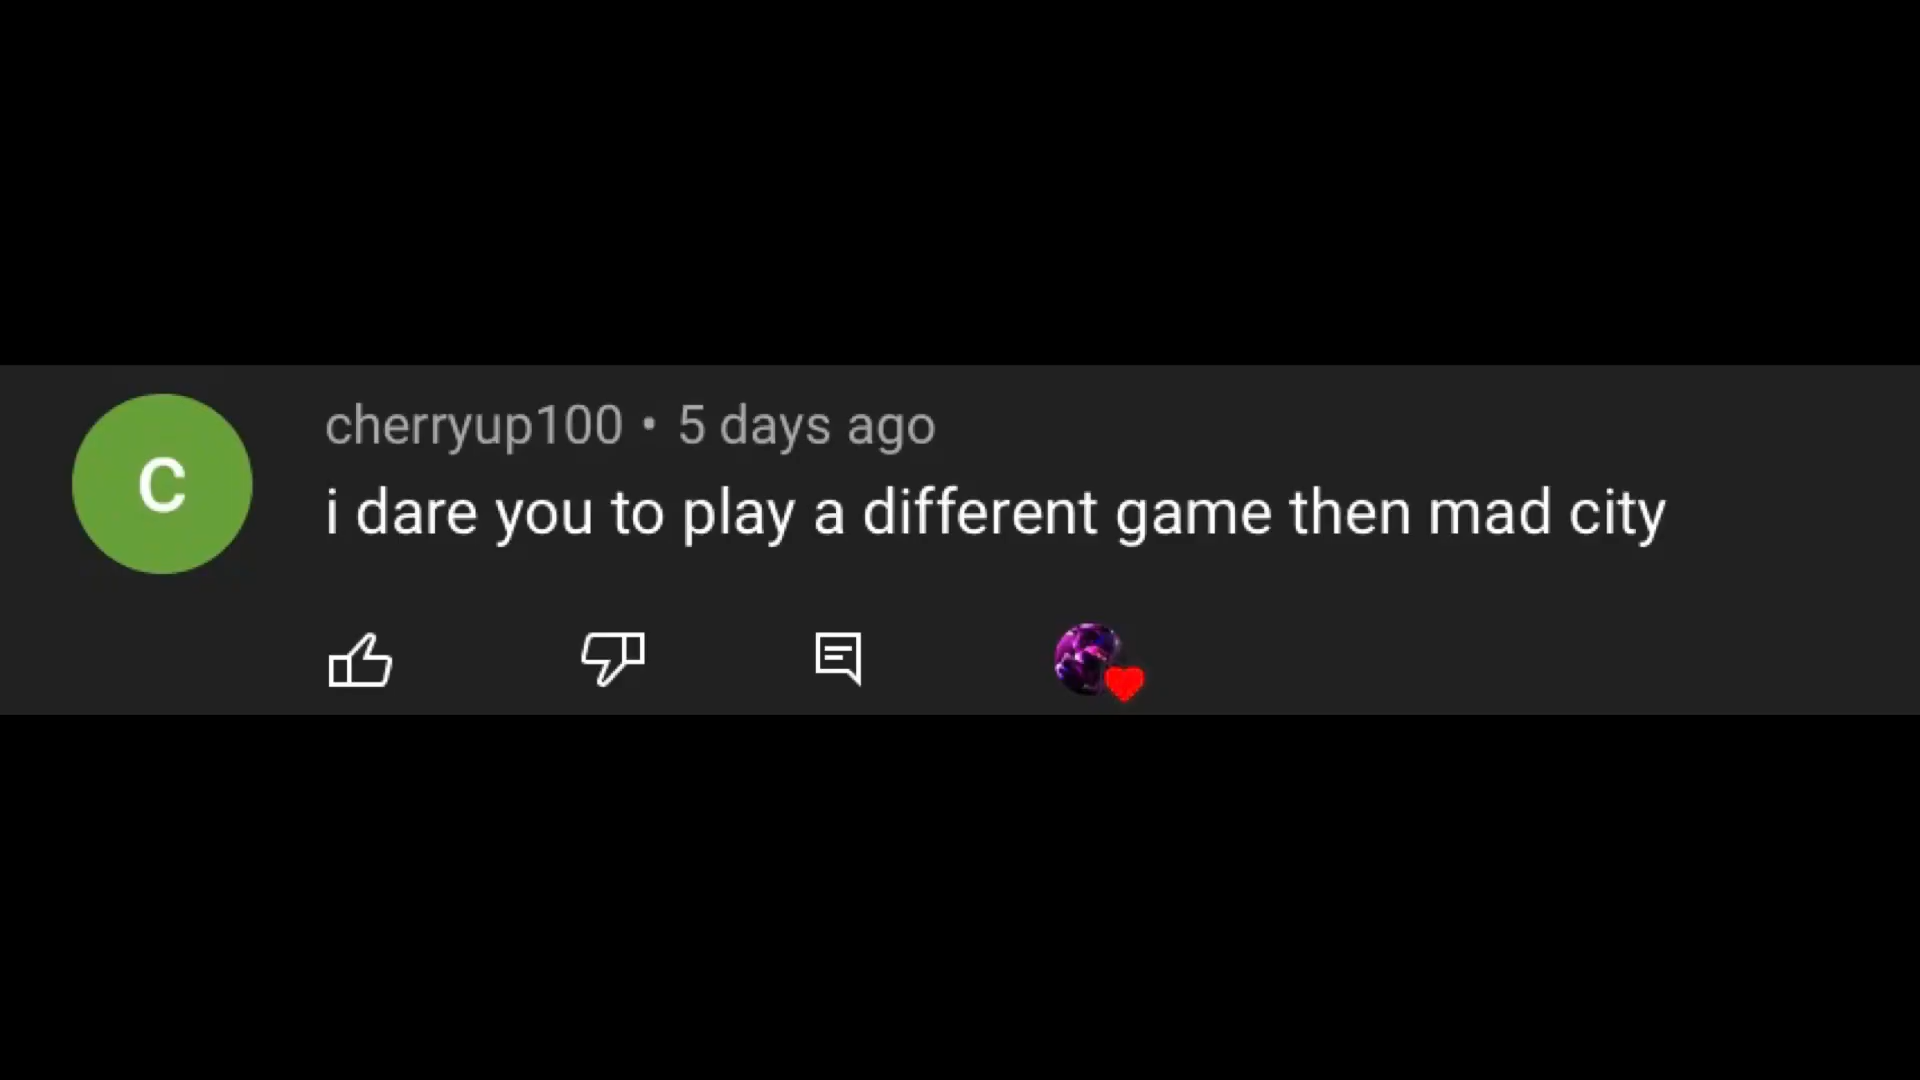 C
cherryup100 • 5 days ago
i dare you to play a different game then mad city